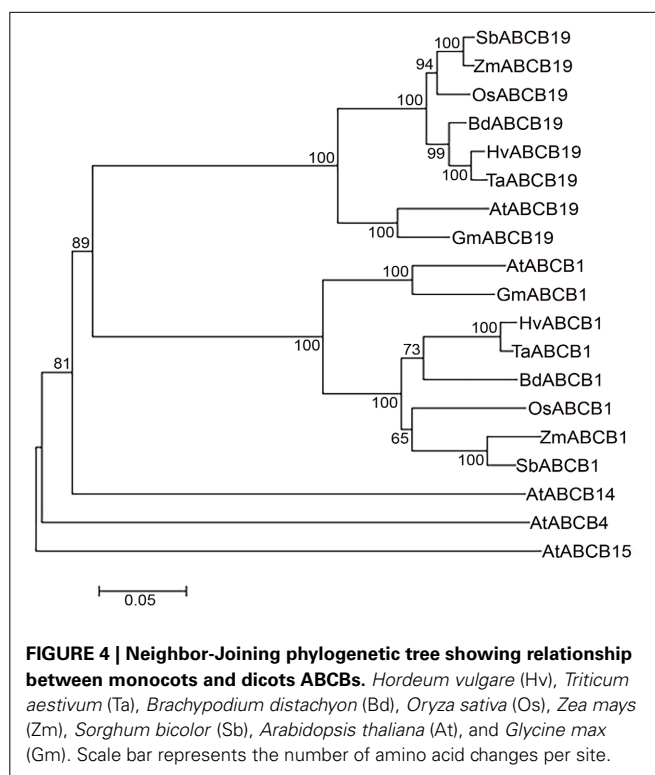 100 SbABCB19
94 ZmABCB19
100 OsABCB19
BdABCB19
99 HvABCB19
100 100 TaABCB19
AtABCB19
100 GmABCB19
89
100 AtABCB1
GmABCB1
100 HvABCB1
100 73 TaABCB1
81 BdABCB1
100 OsABCB1
65 ZmABCB1
100 SbABCB1
AtABCB14
AtABCB4
AtABCB15
0.05
FIGURE 4 | Neighbor-Joining phylogenetic tree showing relationship
between monocots and dicots ABCBs. Hordeum vulgare (Hv), Triticum
aestivum (Ta), Brachypodium distachyon (Bd), Oryza sativa (Os), Zea mays
(Zm), Sorghum bicolor (Sb), Arabidopsis thaliana (At), and Glycine max
(Gm). Scale bar represents the number of amino acid changes per site.